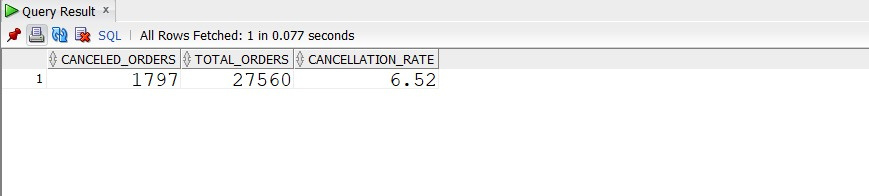 Query Result x
SQL | All Rows Fetched: 1 in 0.077 seconds
CANCELED_ORDERS TOTAL_ORDERS CANCELLATION_RATE
1 1797 27560 6.52